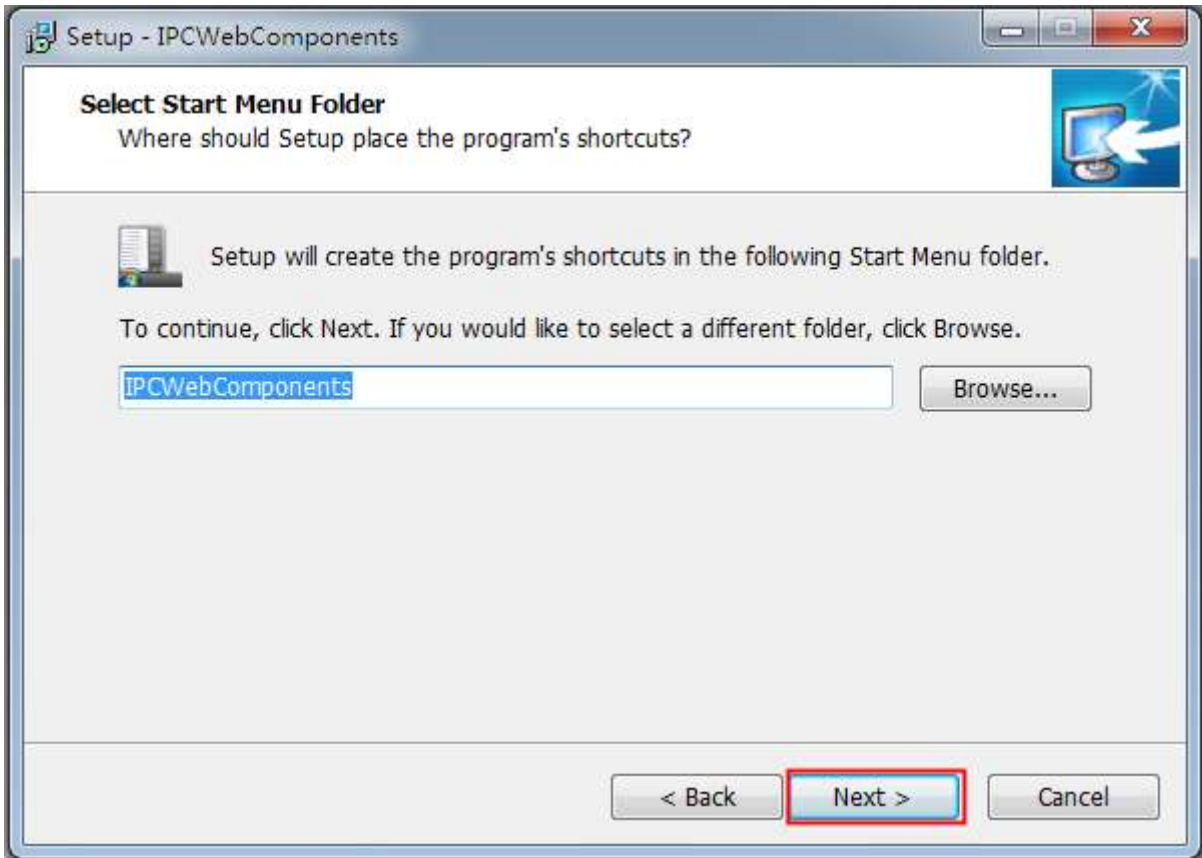 Setup - IPCWebComponents
Select Start Menu Folder
Where should Setup place the program's shortcuts?
Setup will create the program's shortcuts in the following Start Menu folder.
To continue, click Next. If you would like to select a different folder, click Browse.
IPCWebComponents
Browse...
< Back
Next >
Cancel